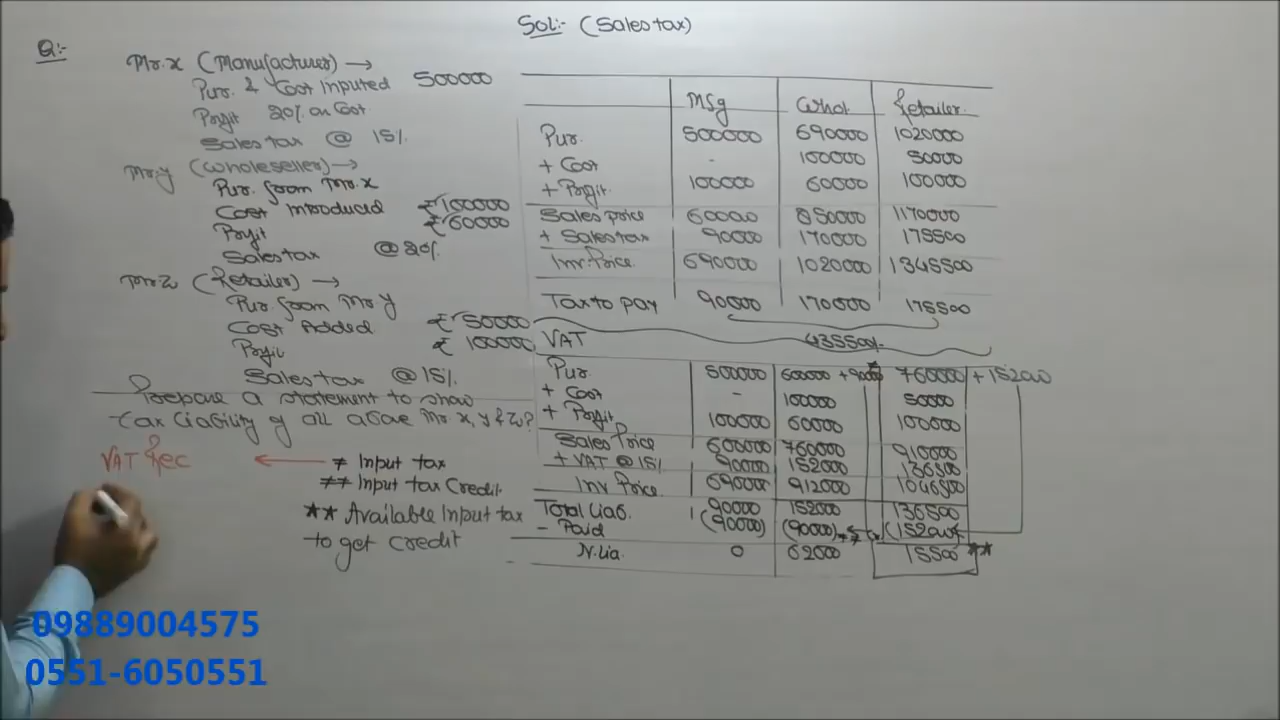 Sol:- (Sales tax)
Q:-
Mr.X (Manufacturer) →
Pur. & Cost Inputed 500000
Profit 20% on Cost
Sales tax @ 15%.
Mr.y (Wholeseller) →
Pur. from Mr.X
Cost Introduced ₹ 100000
Profit ₹ 60000
Sales tax @ 20%.
Mr Z (Retailer) →
Pur. from Mr Y
Cost Added ₹ 50000
Profit ₹ 100000
Sales tax @ 15%.
Prepare a statement to show
tax liability of all above Mr X, Y & Z?
Mfg Whol Retailer
Pur. 500000 690000 1020000
+ Cost - 100000 50000
+ Profit 100000 60000 100000
Sales price 600000 850000 1170000
+ Sales tax 90000 170000 175500
Inv. Price 690000 1020000 1345500
Tax to pay 90000 170000 175500
435500/-
VAT
Pur. 500000 600000 + 90000* 760000 + 152000
+ Cost - 100000 50000
+ Profit 100000 60000 100000
Sales Price 600000 760000 910000
+ VAT @ 15% 90000 152000 136500
Inv Price 690000 912000 1046500
Total Liab. 90000 152000 136500
- Paid (90000) (90000)** (152000)
N. Lia. 0 62000 15500 **
VAT Rec ← * Input tax
** Input tax Credit
** Available Input tax
to get credit
09889004575
0551-6050551